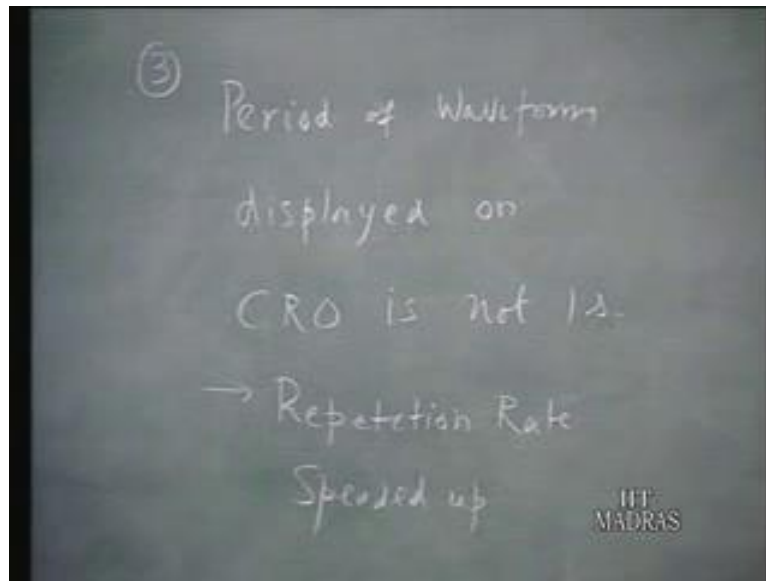 ③
Period of Waveform
displayed on
CRO is not 1s.
→ Repetetion Rate
Speeded up
IIT
MADRAS